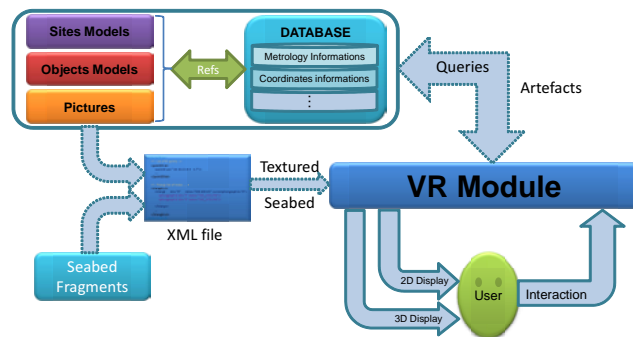 Sites Models
Objects Models
Pictures
Refs
DATABASE
Metrology Informations
Coordinates informations
⋮
Queries
Artefacts
Textured
Seabed
XML file
VR Module
Seabed
Fragments
2D Display
3D Display
User
Interaction